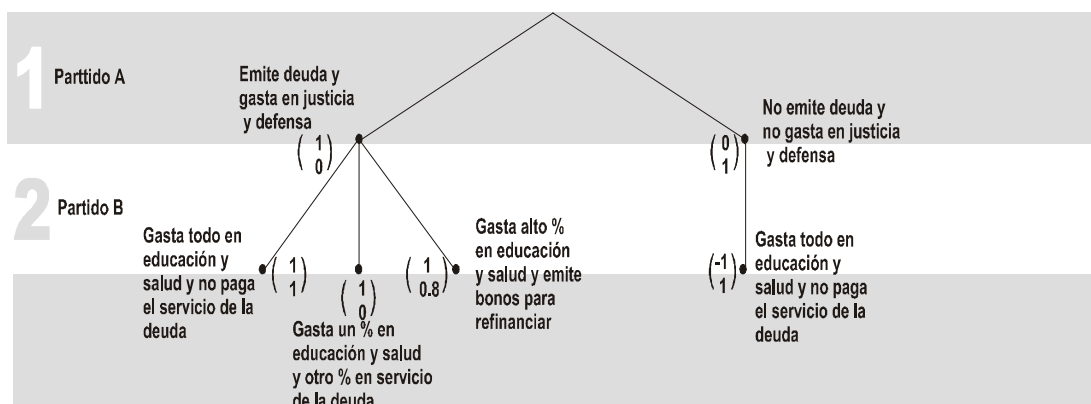 1
Parttido A
Emite deuda y
gasta en justicia
y defensa
1
0
No emite deuda y
no gasta en justicia
y defensa
0
1
2
Partido B
Gasta todo en
educación y
salud y no paga
el servicio de la
deuda
1
1
1
0
Gasta un % en
educación y salud
y otro % en servicio
de la deuda
1
0.8
Gasta alto %
en educación
y salud y emite
bonos para
refinanciar
-1
1
Gasta todo en
educación y
salud y no paga
el servicio de la
deuda